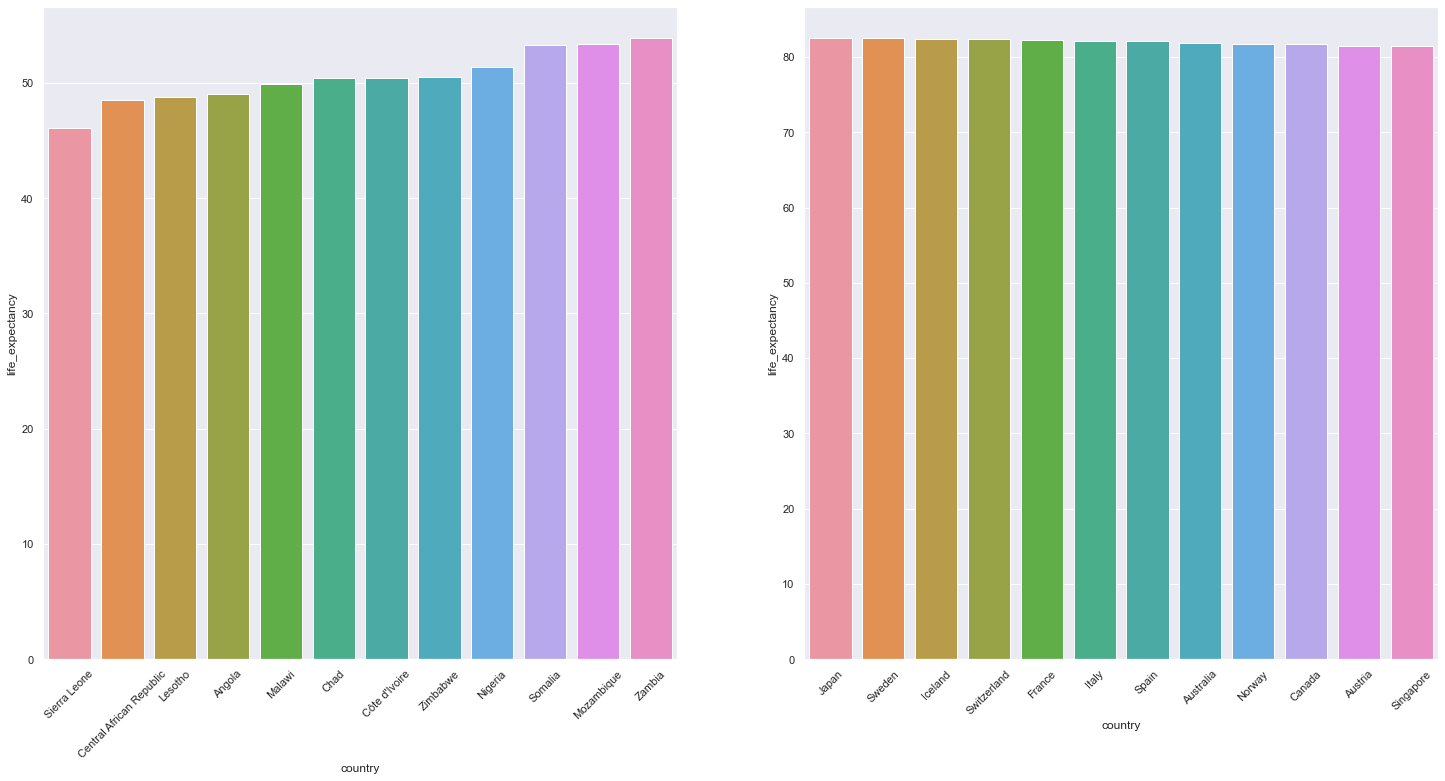 life_expectancy
50
40
30
20
10
0
Sierra Leone
Central African Republic
Lesotho
Angola
Malawi
Chad
Côte d'Ivoire
Zimbabwe
Nigeria
Somalia
Mozambique
Zambia
country
life_expectancy
80
70
60
50
40
30
20
10
0
Japan
Sweden
Iceland
Switzerland
France
Italy
Spain
Australia
Norway
Canada
Austria
Singapore
country